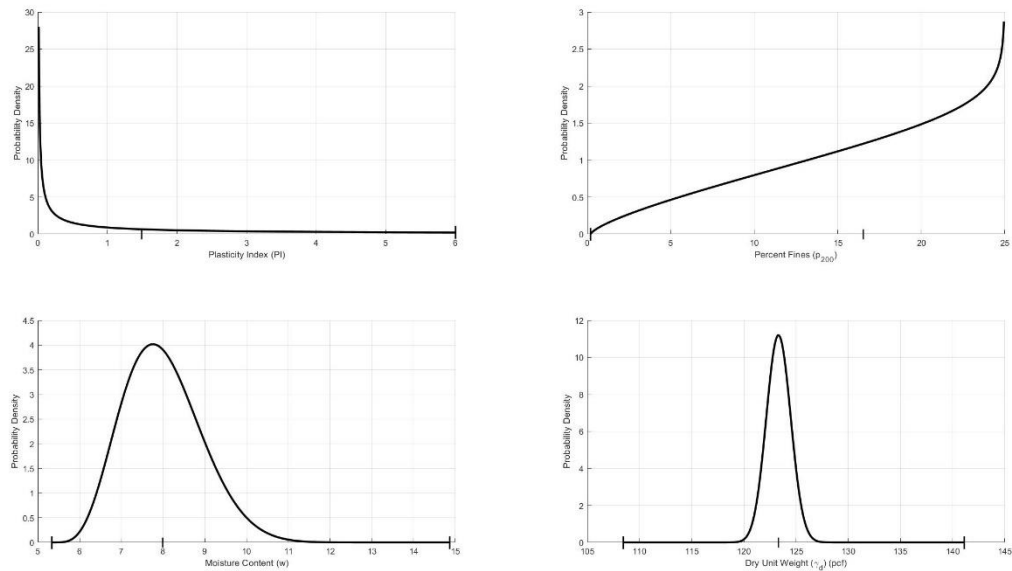 30
25
20
15
10
5
0
Probability Density
0 1 2 3 4 5 6
Plasticity Index (PI)
3
2.5
2
1.5
1
0.5
0
Probability Density
0 5 10 15 20 25
Percent Fines (p200)
4.5
4
3.5
3
2.5
2
1.5
1
0.5
0
Probability Density
5 6 7 8 9 10 11 12 13 14 15
Moisture Content (w)
12
10
8
6
4
2
0
Probability Density
105 110 115 120 125 130 135 140 145
Dry Unit Weight (γd) (pcf)